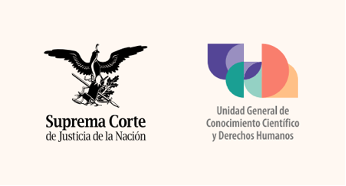 Suprema Corte
de Justicia de la Nación
Unidad General de
Conocimiento Científico
y Derechos Humanos